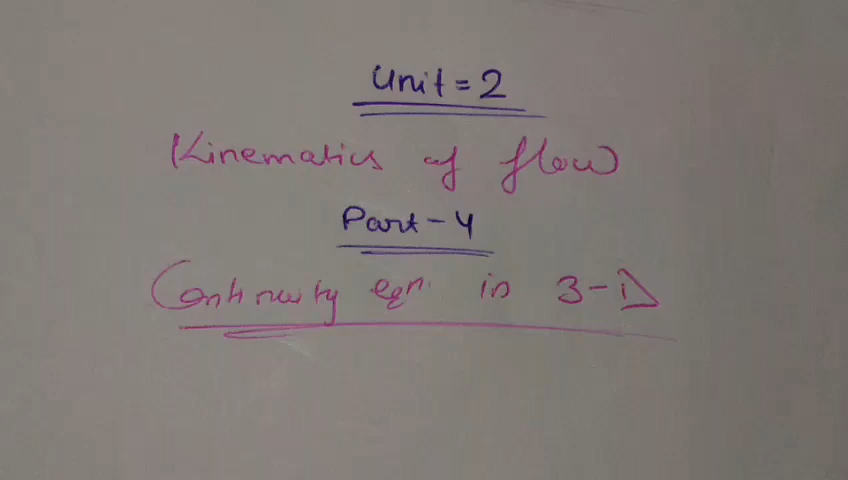 Unit = 2
Kinematics of flow
Part - 4
Continuity eqn. in 3-D